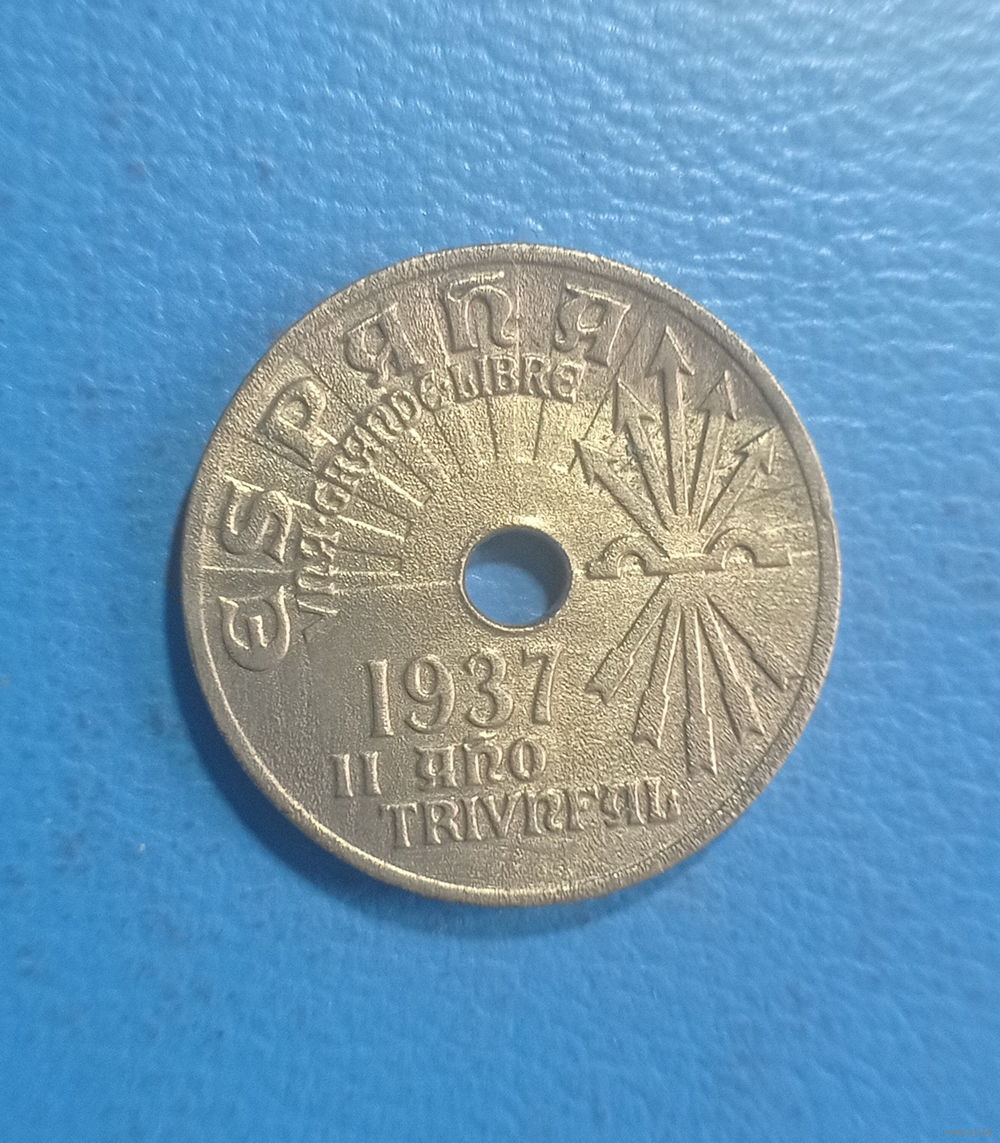 ESPAÑA
UNA·GRANDE·LIBRE
1937
II AÑO
TRIVNFAL